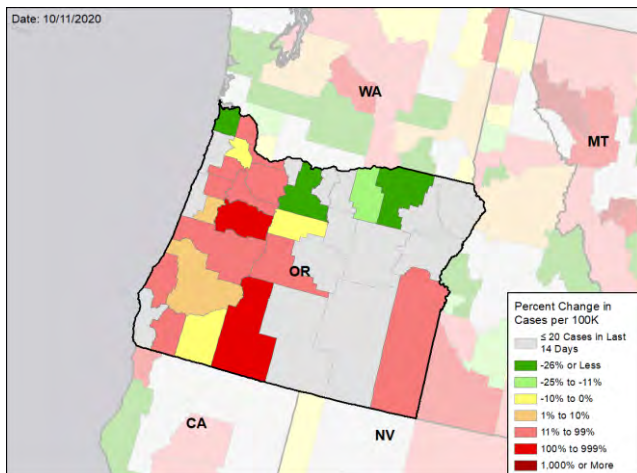 Date: 10/11/2020
WA
MT
OR
CA
NV
Percent Change in
Cases per 100K
≤ 20 Cases in Last
14 Days
-26% or Less
-25% to -11%
-10% to 0%
1% to 10%
11% to 99%
100% to 999%
1,000% or More